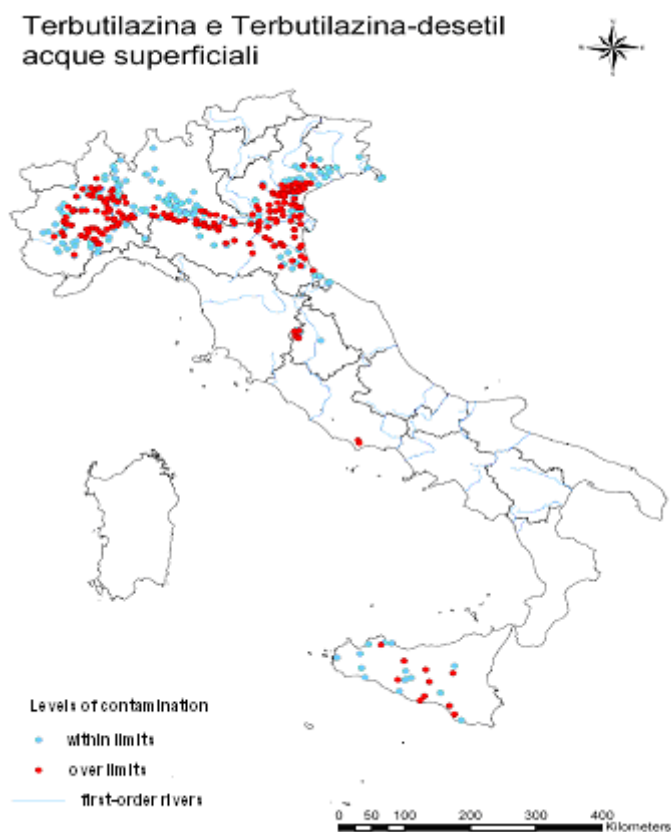 Terbutilazina e Terbutilazina-desetil
acque superficiali
N
Levels of contamination
within limits
over limits
first-order rivers
0 50 100 200 300 400
Kilometers